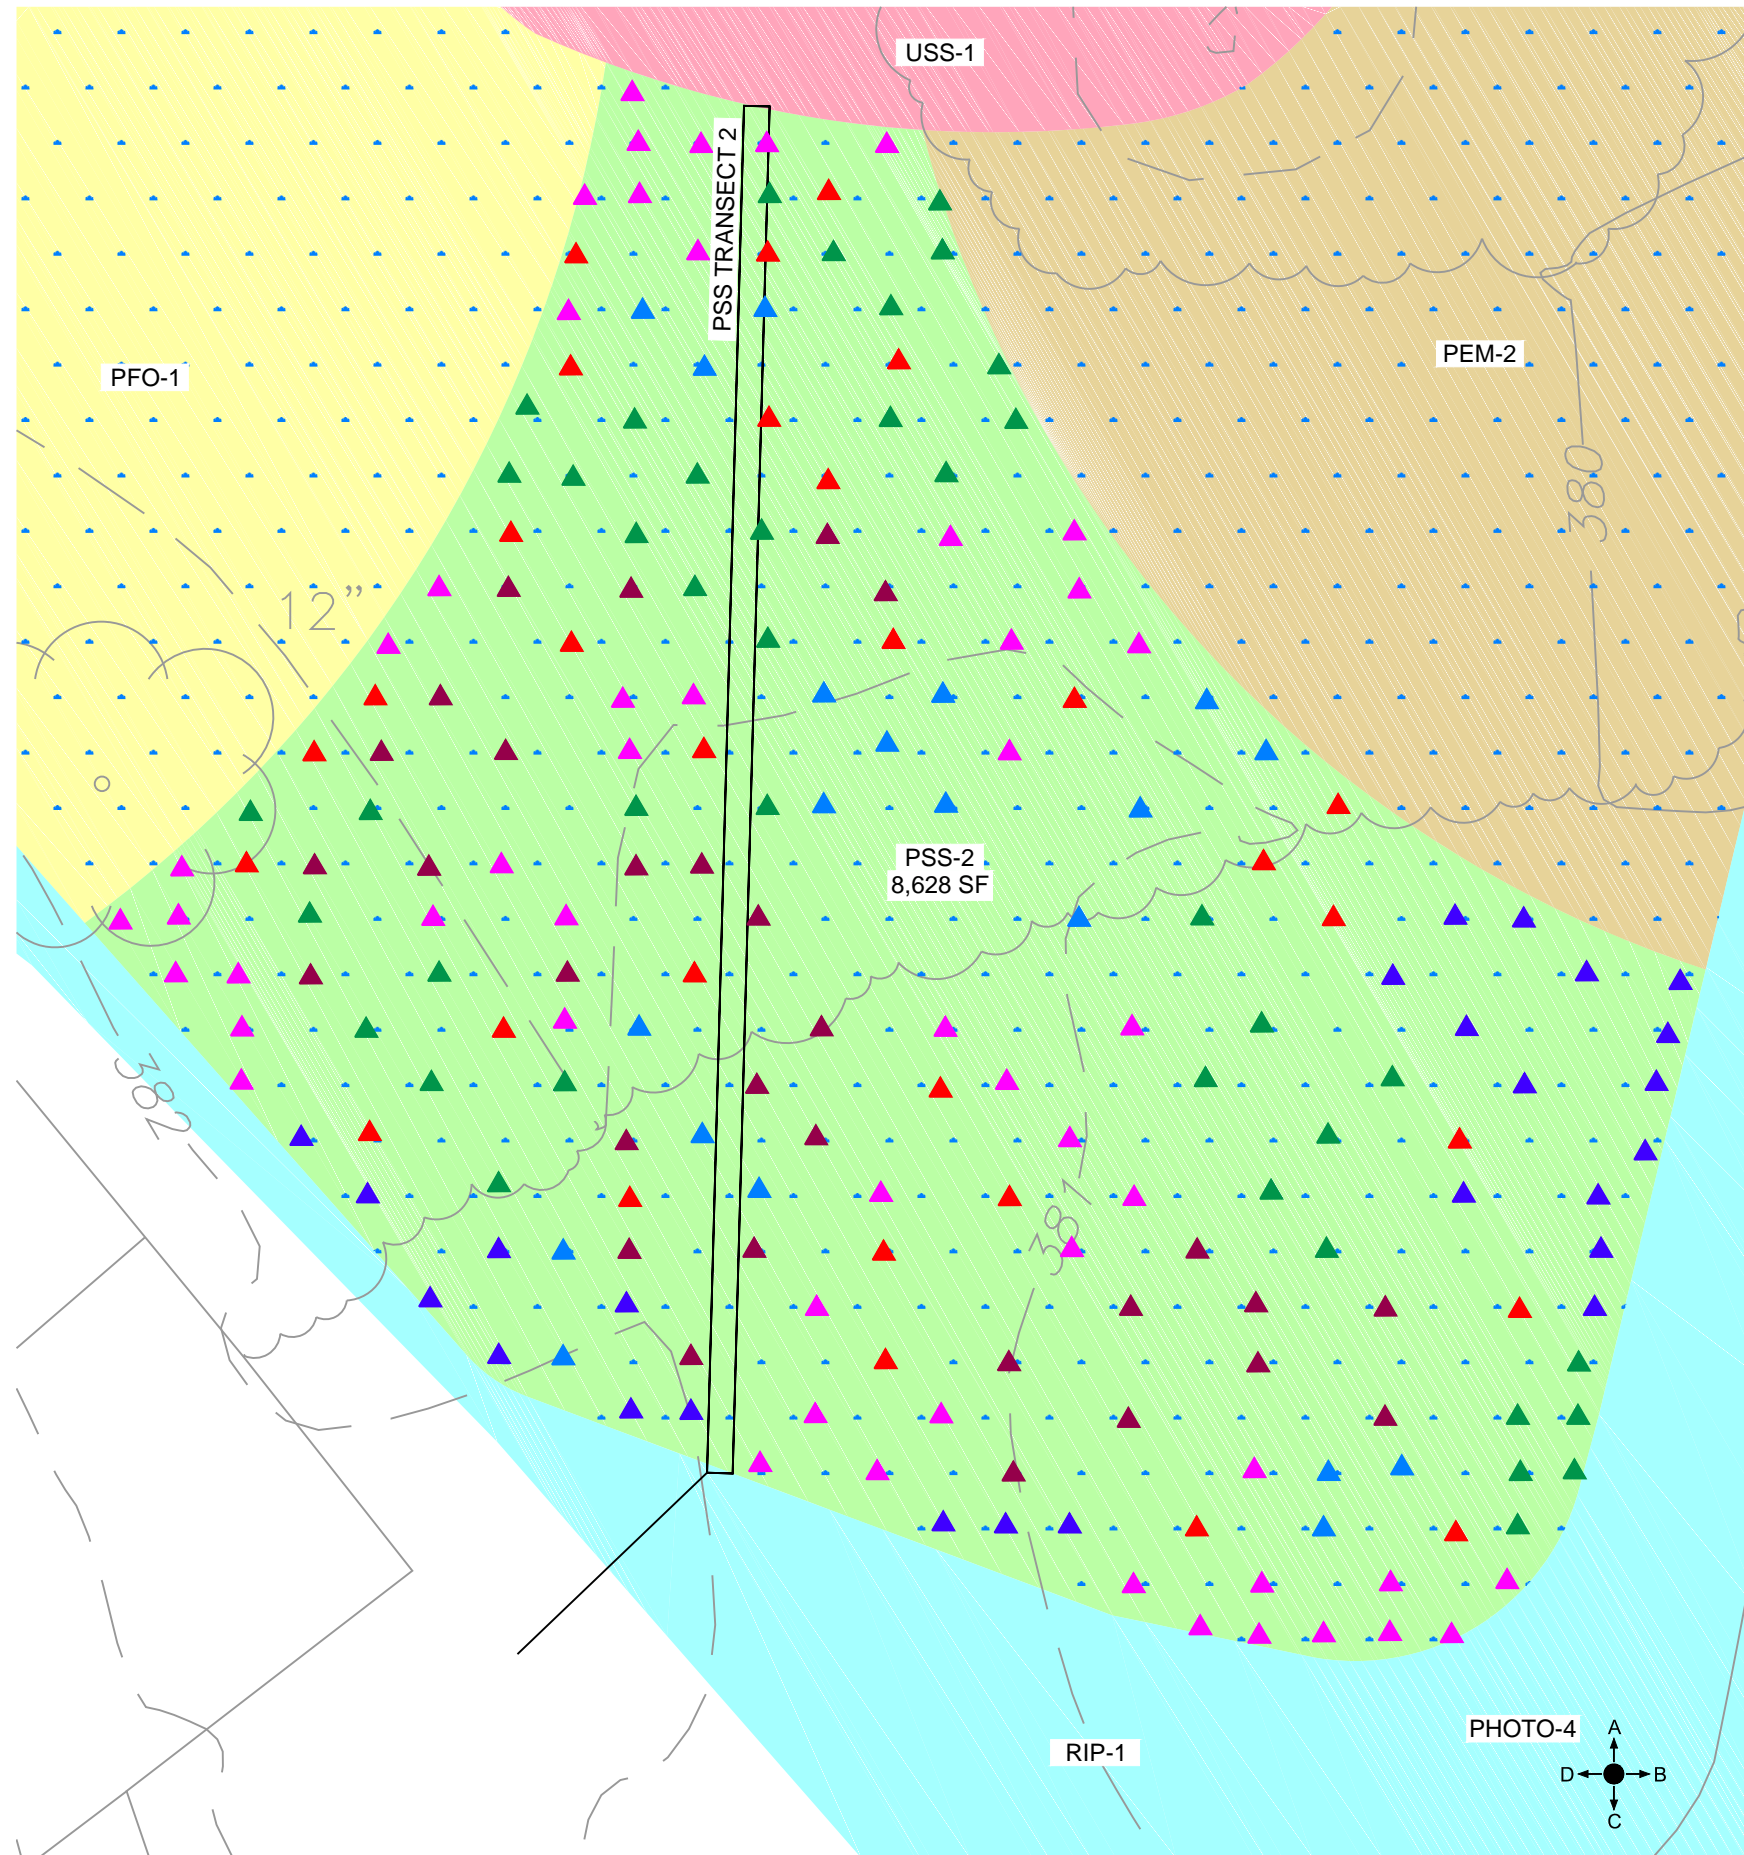 USS-1
PSS TRANSECT 2
PEM-2
PFO-1
380
12”
PSS-2
8,628 SF
382
38
PHOTO-4
A
D
B
C
RIP-1